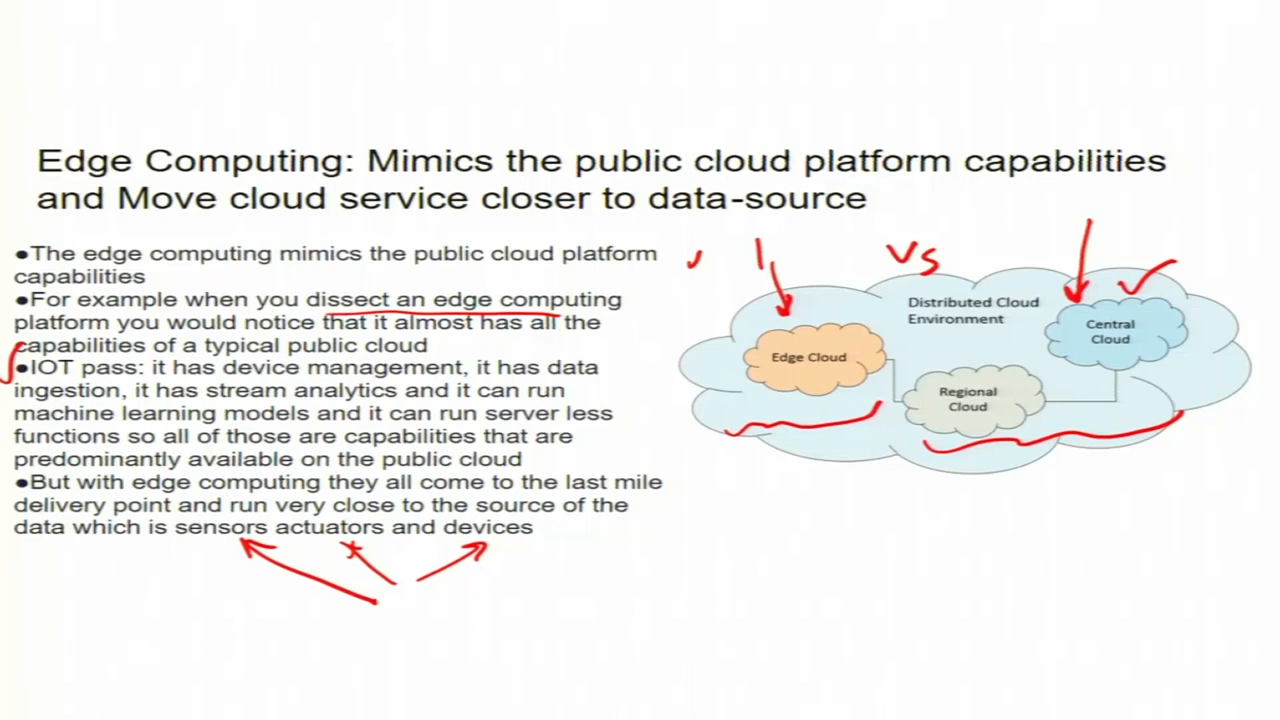 Edge Computing: Mimics the public cloud platform capabilities
and Move cloud service closer to data-source
●The edge computing mimics the public cloud platform
capabilities
●For example when you dissect an edge computing
platform you would notice that it almost has all the
capabilities of a typical public cloud
●IOT pass: it has device management, it has data
ingestion, it has stream analytics and it can run
machine learning models and it can run server less
functions so all of those are capabilities that are
predominantly available on the public cloud
●But with edge computing they all come to the last mile
delivery point and run very close to the source of the
data which is sensors actuators and devices
vs
Distributed Cloud
Environment
Central
Cloud
Edge Cloud
Regional
Cloud